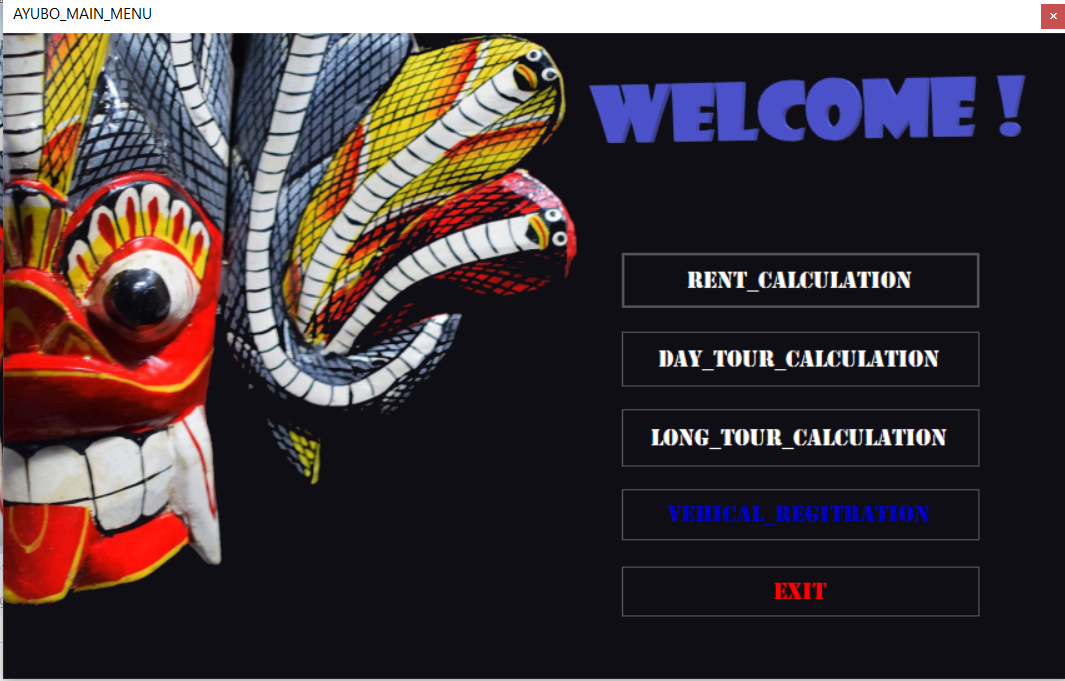 AYUBO_MAIN_MENU
WELCOME !
RENT_CALCULATION
DAY_TOUR_CALCULATION
LONG_TOUR_CALCULATION
VEHICAL_REGITRATION
EXIT